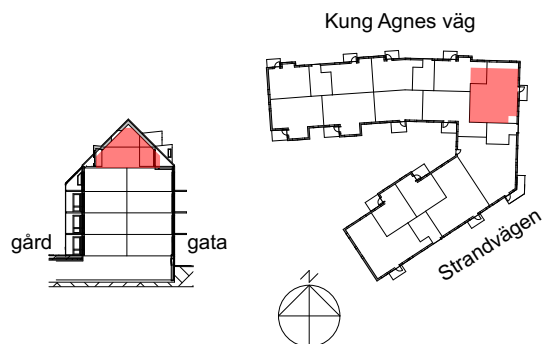 Kung Agnes väg
gård
gata
Strandvägen
N